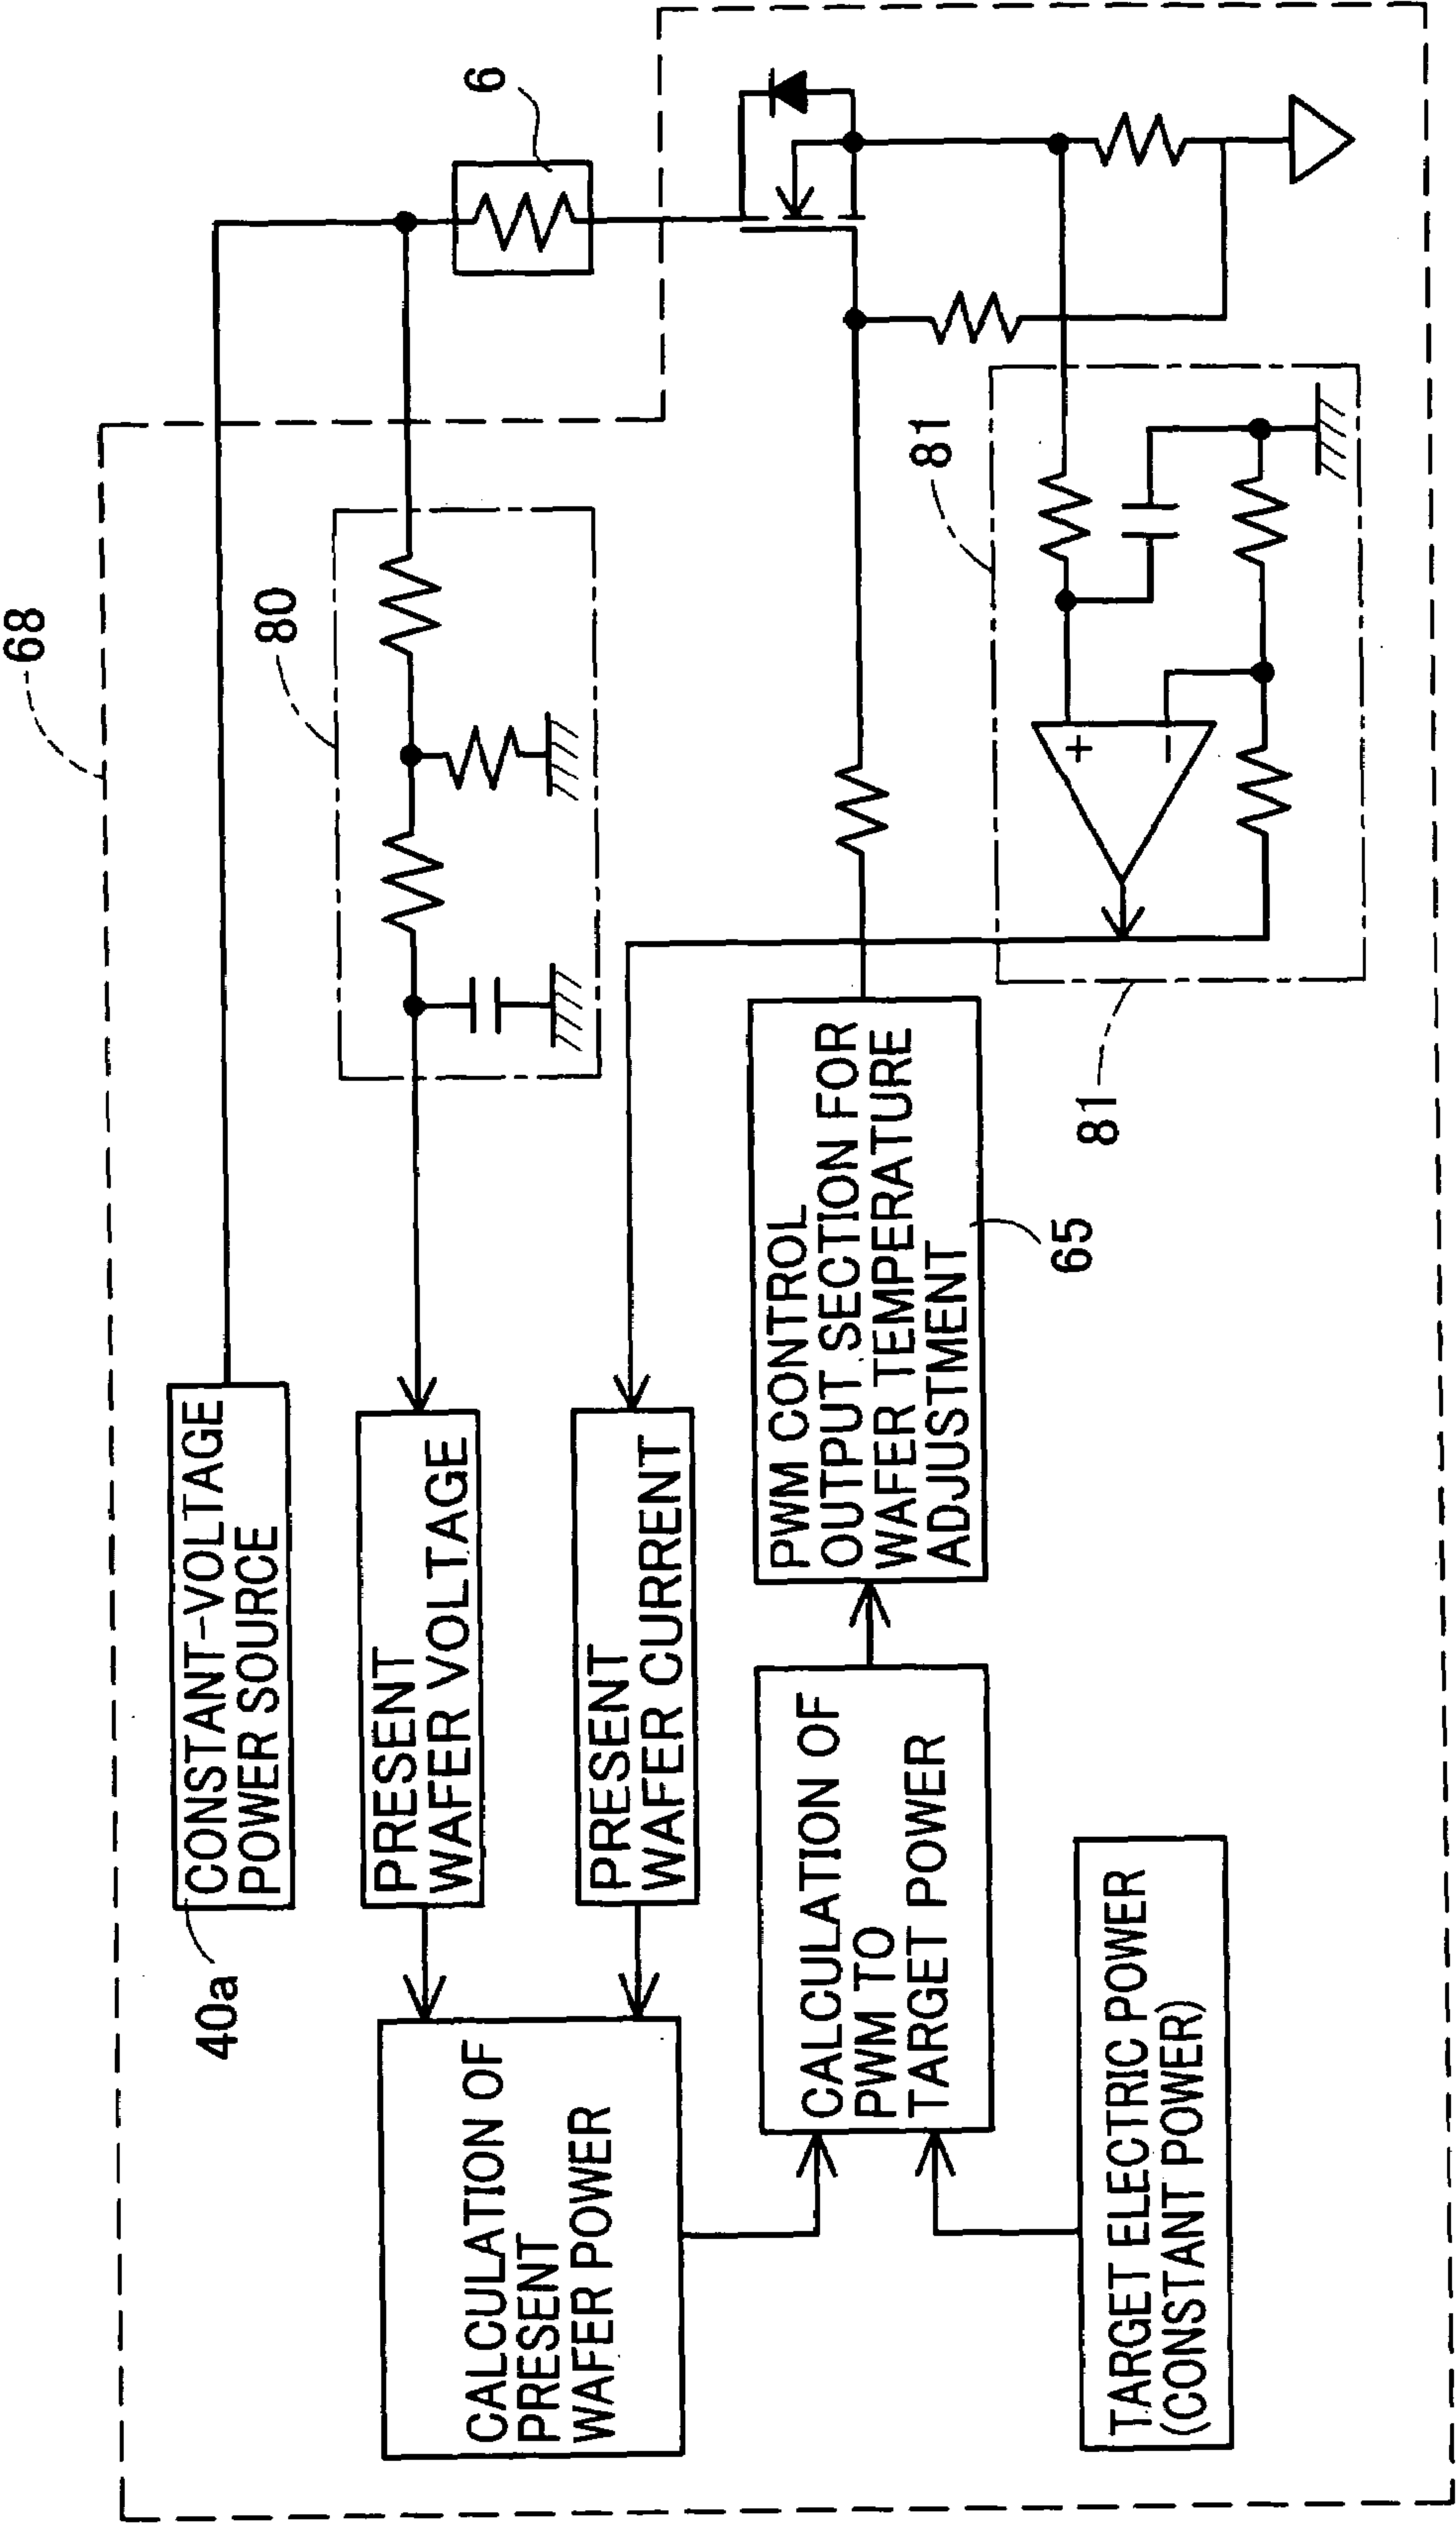 68
6
80
81
40a
CONSTANT-VOLTAGE
POWER SOURCE
PRESENT
WAFER VOLTAGE
PRESENT
WAFER CURRENT
CALCULATION OF
PRESENT
WAFER POWER
PWM CONTROL
OUTPUT SECTION FOR
WAFER TEMPERATURE
ADJUSTMENT
65
81
+
−
CALCULATION OF
PWM TO
TARGET POWER
TARGET ELECTRIC POWER
(CONSTANT POWER)